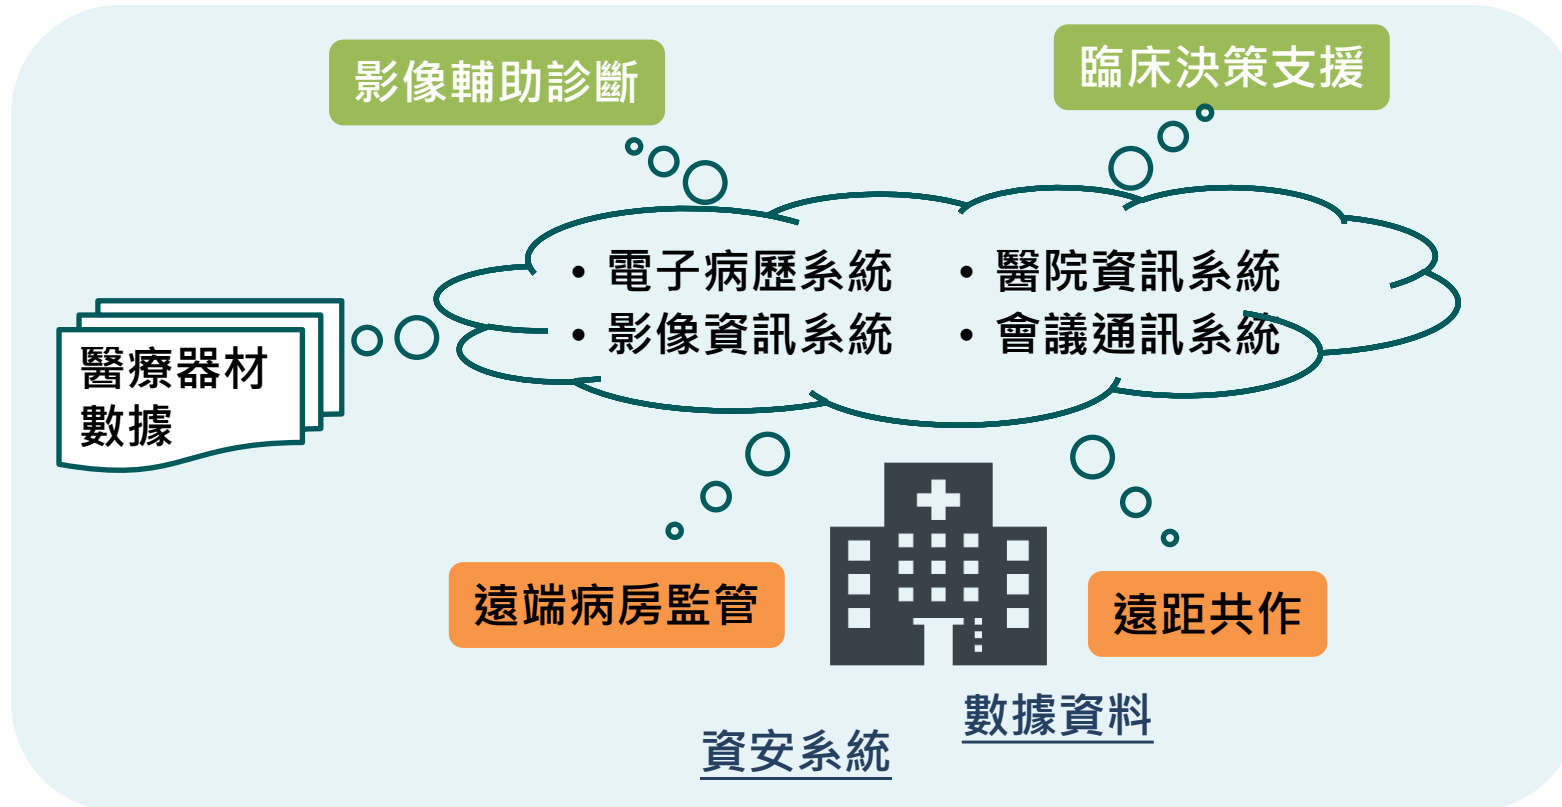 影像輔助診斷
臨床決策支援
• 電子病歷系統
• 影像資訊系統
• 醫院資訊系統
• 會議通訊系統
醫療器材
數據
遠端病房監管
遠距共作
數據資料
資安系統